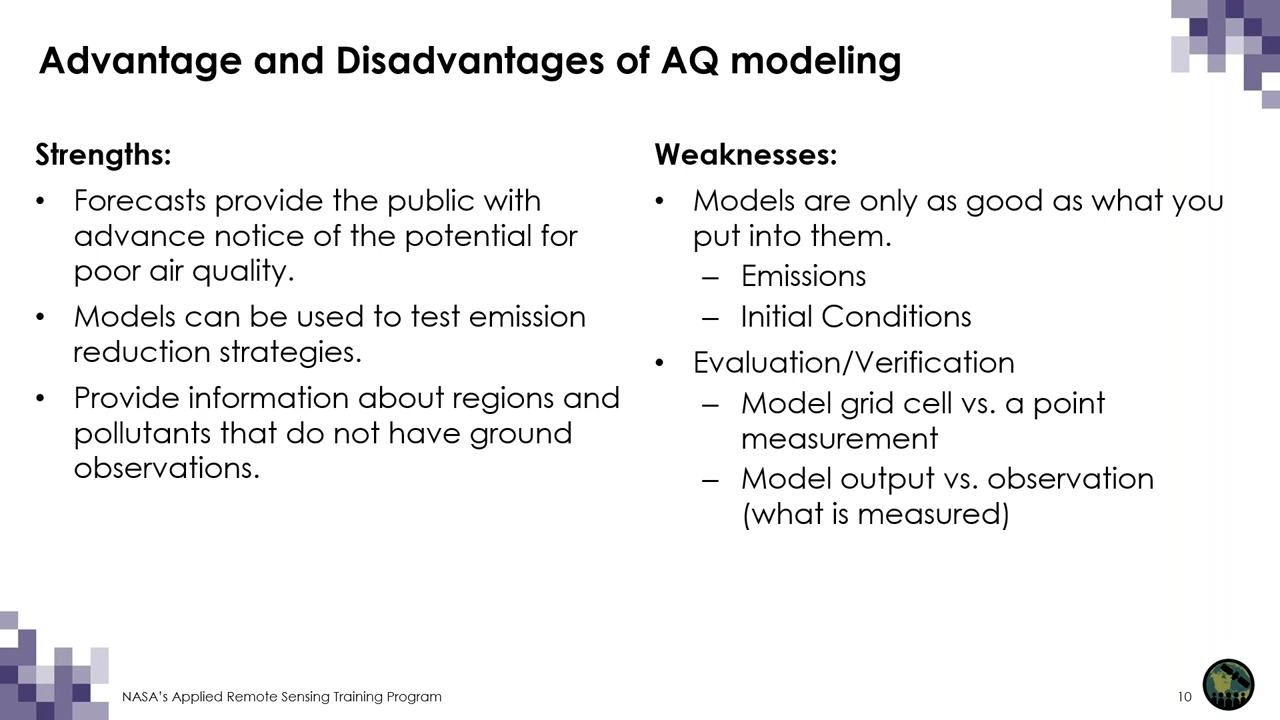 Advantage and Disadvantages of AQ modeling
Strengths:
• Forecasts provide the public with
advance notice of the potential for
poor air quality.
• Models can be used to test emission
reduction strategies.
• Provide information about regions and
pollutants that do not have ground
observations.
Weaknesses:
• Models are only as good as what you
put into them.
– Emissions
– Initial Conditions
• Evaluation/Verification
– Model grid cell vs. a point
measurement
– Model output vs. observation
(what is measured)
NASA's Applied Remote Sensing Training Program
10